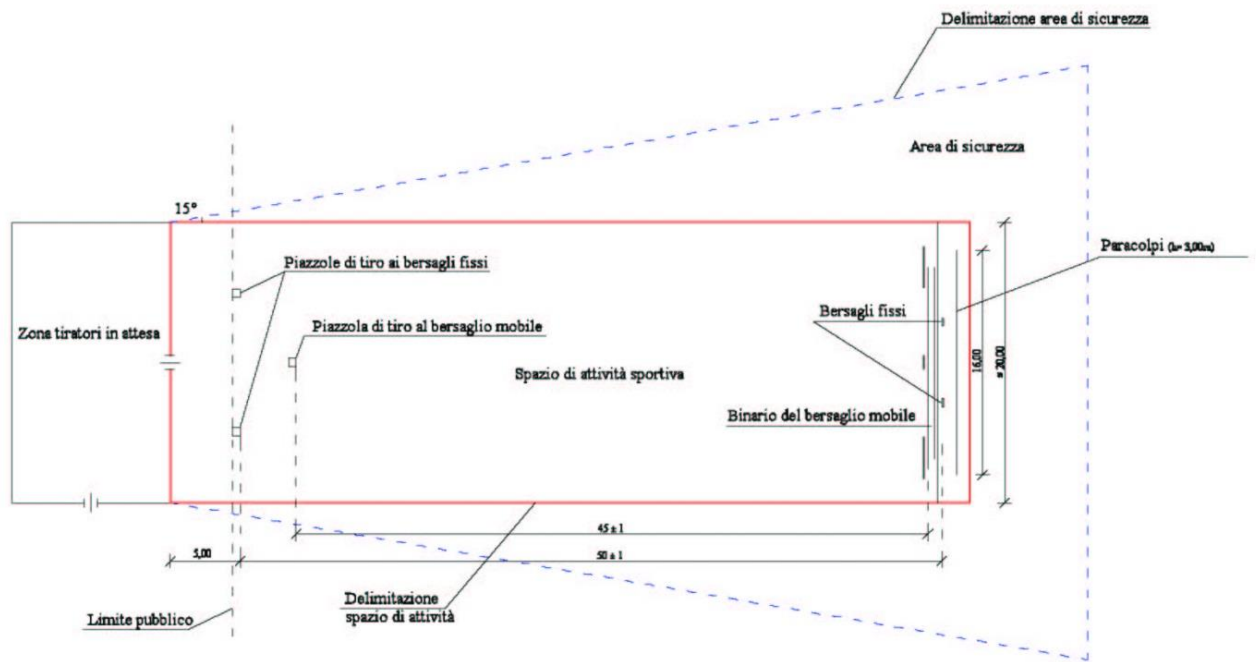 Delimitazione area di sicurezza
Area di sicurezza
15°
Paracolpi (h= 3,00m)
Piazzole di tiro ai bersagli fissi
Zona tiratori in attesa
Piazzola di tiro al bersaglio mobile
Bersagli fissi
Spazio di attività sportiva
16,00
20,00
Binario del bersaglio mobile
45 ± 1
5,00
50 ± 1
Delimitazione
spazio di attività
Limite pubblico